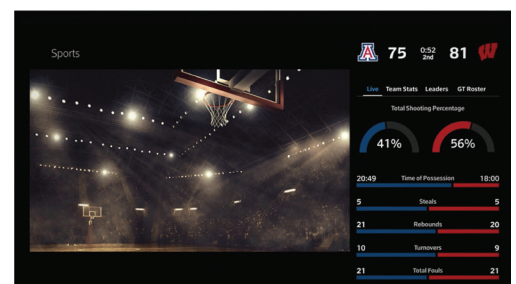 Sports
A 75 0:52 81 W
2nd
Live Team Stats Leaders GT Roster
Total Shooting Percentage
41% 56%
20:49 Time of Possession 18:00
5 Steals 5
21 Rebounds 20
10 Turnovers 9
21 Total Fouls 21